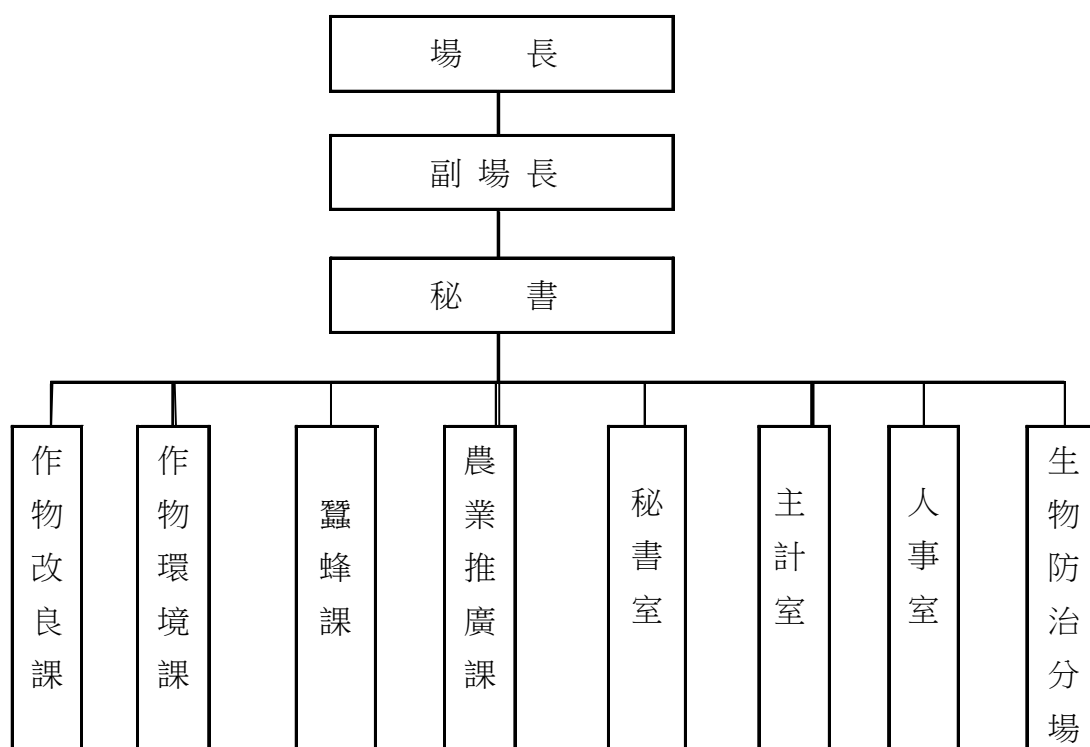 場 長
副場長
秘 書
作物改良課
作物環境課
蠶蜂課
農業推廣課
秘書室
主計室
人事室
生物防治分場